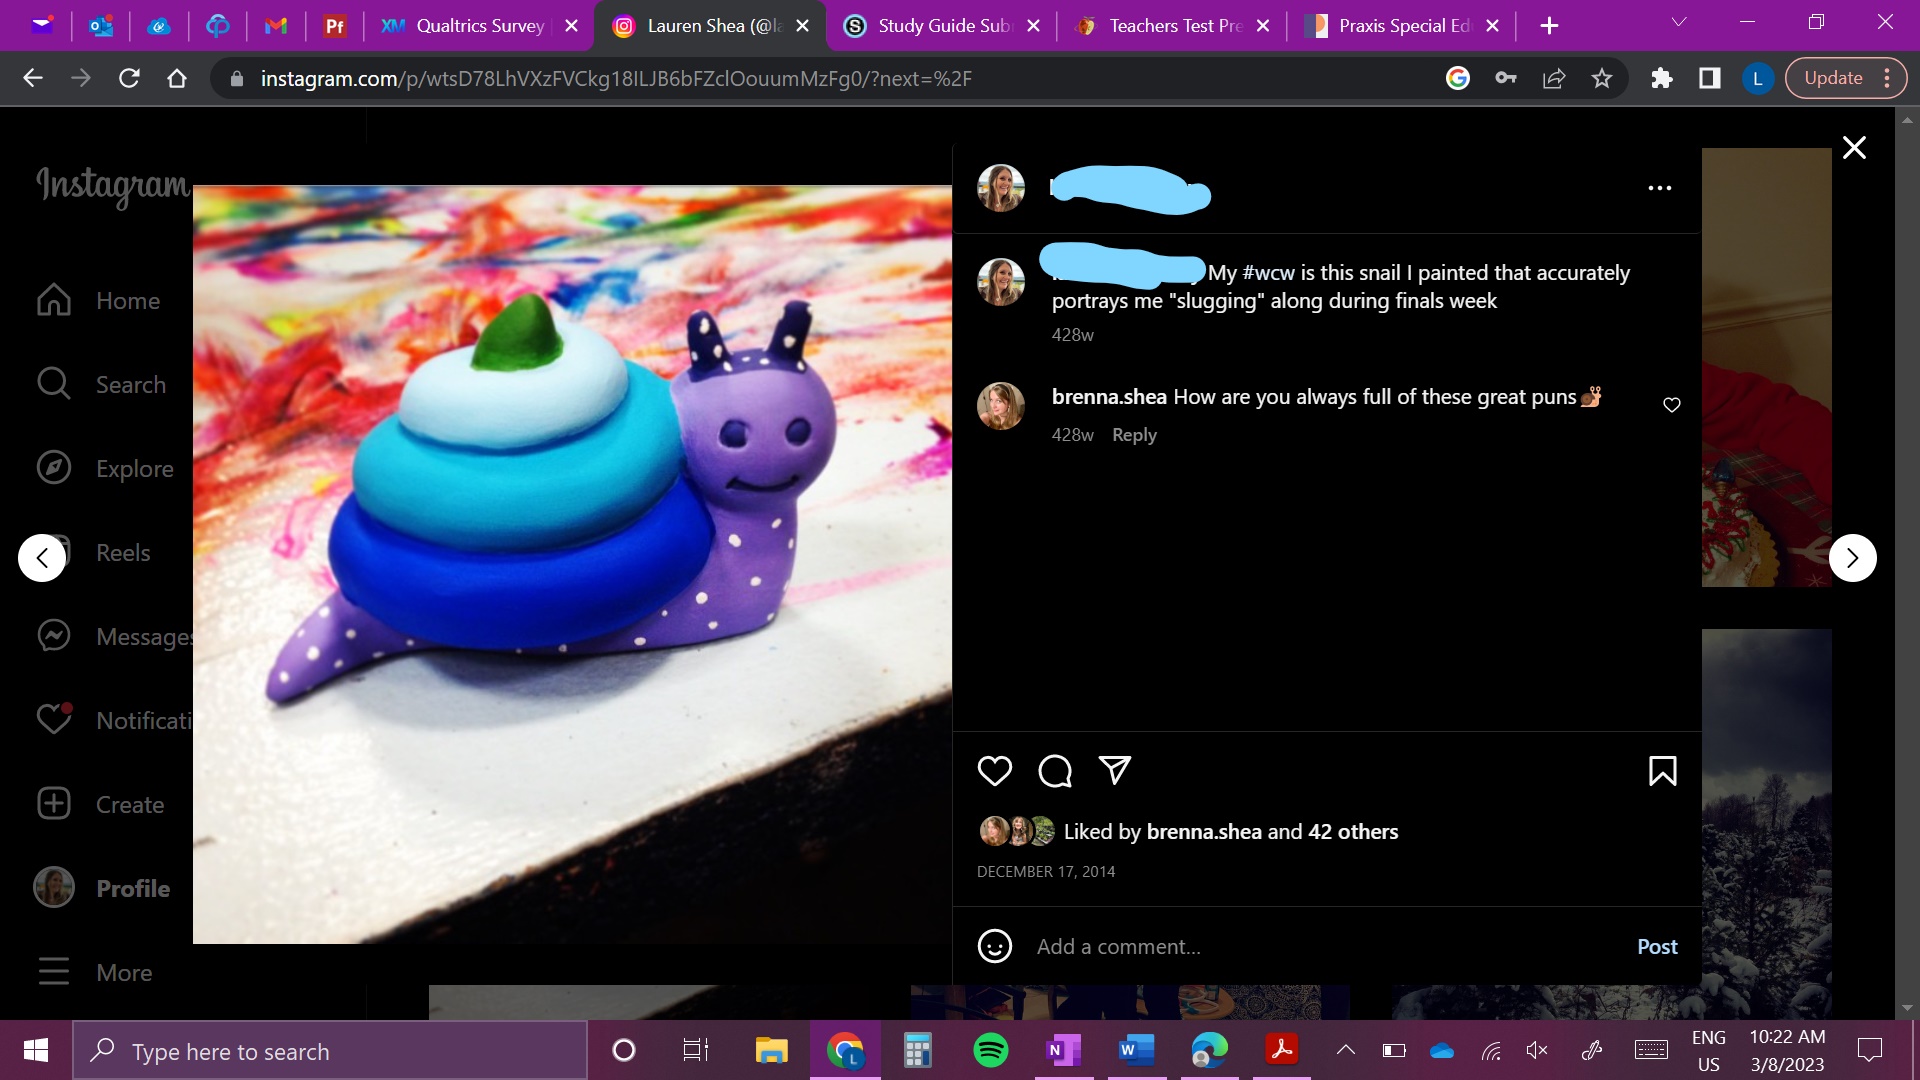 XM Qualtrics Survey
Lauren Shea (@la
Study Guide Sub
Teachers Test Pre
Praxis Special Ed
Pf
instagram.com/p/wtsD78LhVXzFVCkg18ILJB6bFZclOouumMzFg0/?next=%2F
L
Update
Instagram
Home
Search
Explore
Reels
Messages
Notificati
Create
Profile
More
My #wcw is this snail I painted that accurately
portrays me "slugging" along during finals week
428w
brenna.shea How are you always full of these great puns🐌
428w Reply
Liked by brenna.shea and 42 others
DECEMBER 17, 2014
Add a comment...
Post
Type here to search
L
N
W
ENG
US
10:22 AM
3/8/2023